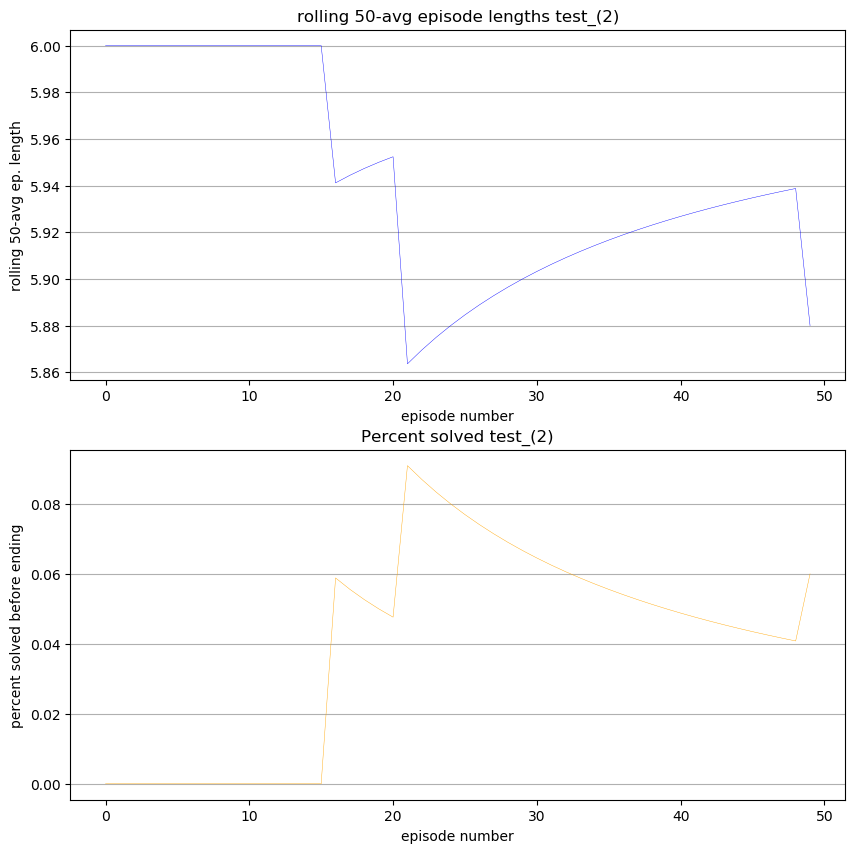 rolling 50-avg episode lengths test_(2)
rolling 50-avg ep. length
6.00
5.98
5.96
5.94
5.92
5.90
5.88
5.86
0 10 20 30 40 50
episode number
Percent solved test_(2)
percent solved before ending
0.08
0.06
0.04
0.02
0.00
0 10 20 30 40 50
episode number